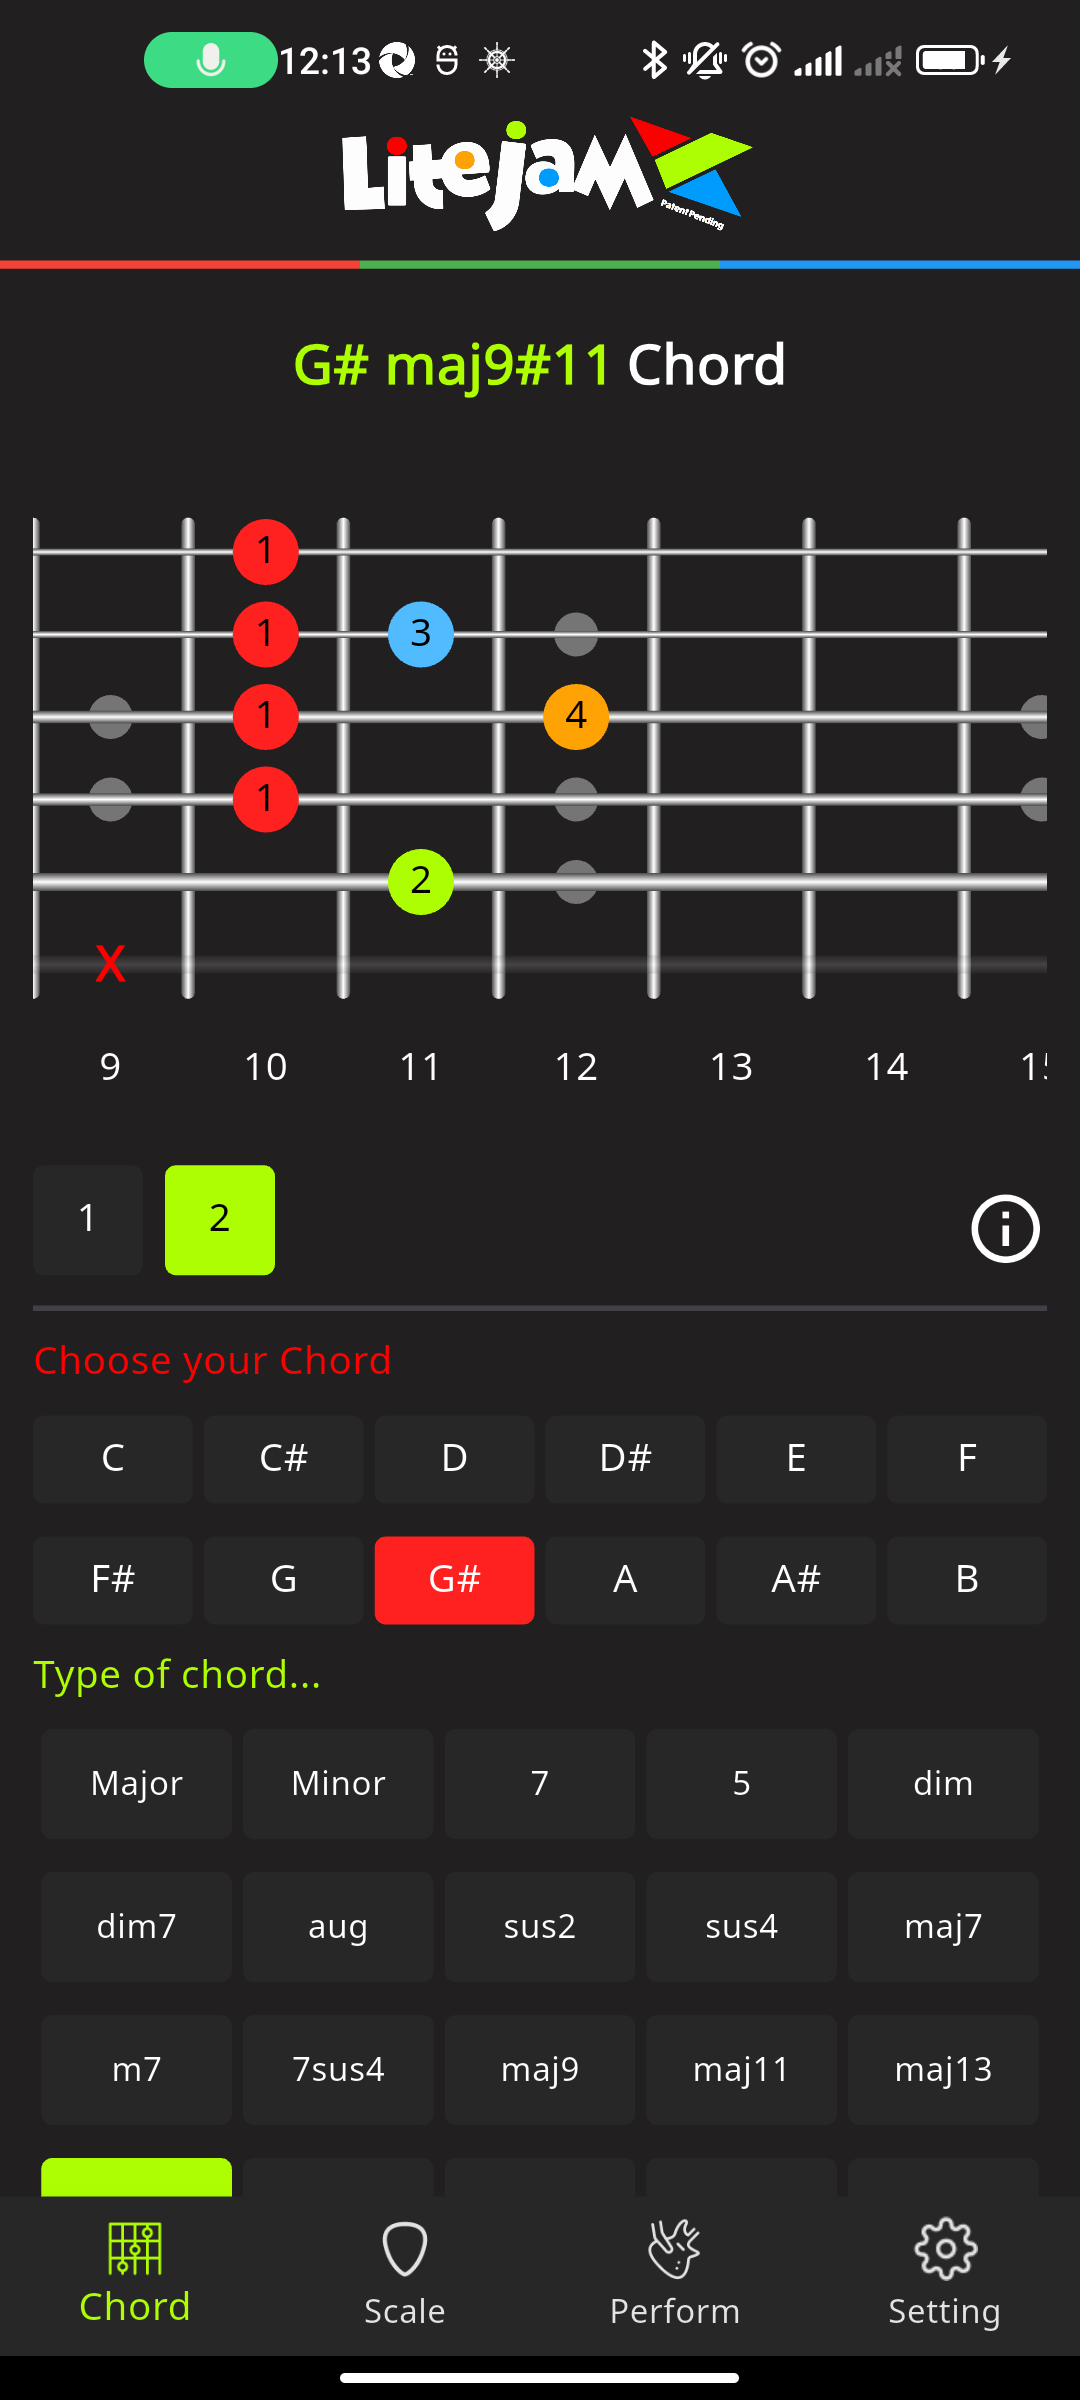 12:13
Litejam
Patent Pending
G# maj9#11 Chord
1
1 3
1 4
1
2
X
9 10 11 12 13 14
1 2
Choose your Chord
C C# D D# E F
F# G G# A A# B
Type of chord...
Major Minor 7 5 dim
dim7 aug sus2 sus4 maj7
m7 7sus4 maj9 maj11 maj13
Chord Scale Perform Setting